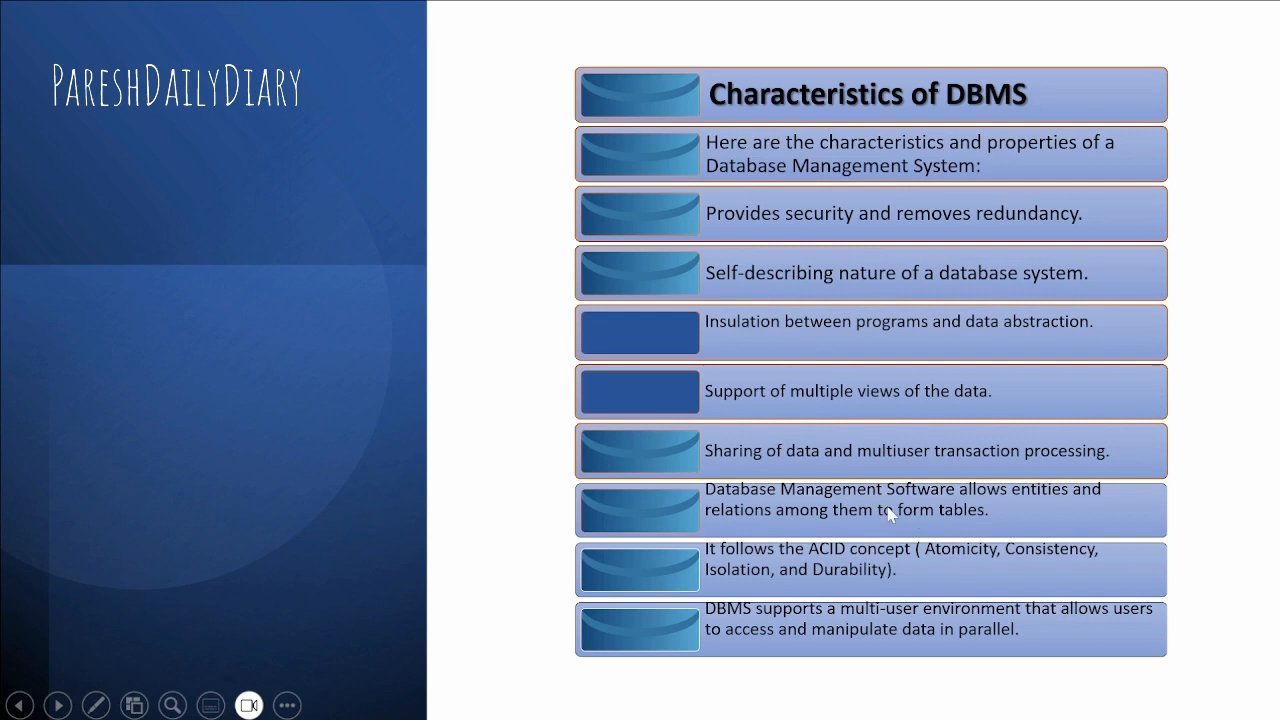 PareshDailyDiary
Characteristics of DBMS
Here are the characteristics and properties of a
Database Management System:
Provides security and removes redundancy.
Self-describing nature of a database system.
Insulation between programs and data abstraction.
Support of multiple views of the data.
Sharing of data and multiuser transaction processing.
Database Management Software allows entities and
relations among them to form tables.
It follows the ACID concept ( Atomicity, Consistency,
Isolation, and Durability).
DBMS supports a multi-user environment that allows users
to access and manipulate data in parallel.